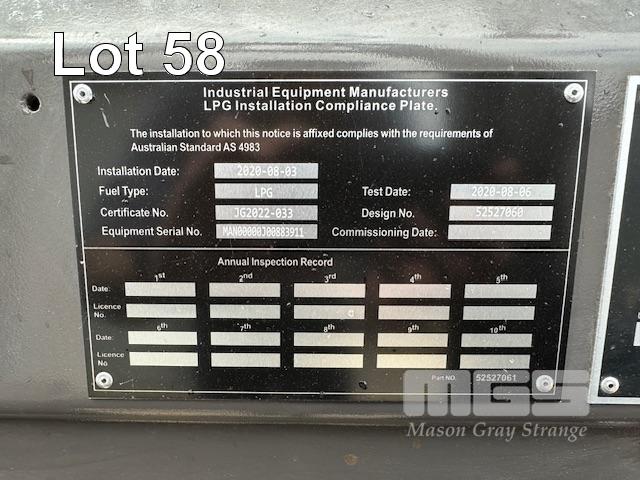 Lot 58
Industrial Equipment Manufacturers
LPG Installation Compliance Plate.
The installation to which this notice is affixed complies with the requirements of
Australian Standard AS 4983
Installation Date: 2020-08-03
Fuel Type: LPG Test Date: 2020-08-06
Certificate No. JG2022-033 Design No. 52527060
Equipment Serial No. MAN00000J00883911 Commissioning Date:
Annual Inspection Record
1st 2nd 3rd 4th 5th
Date:
Licence
No.
6th 7th 8th 9th 10th
Date:
Licence
No
Part NO. 52527061
MGS
Mason Gray Strange